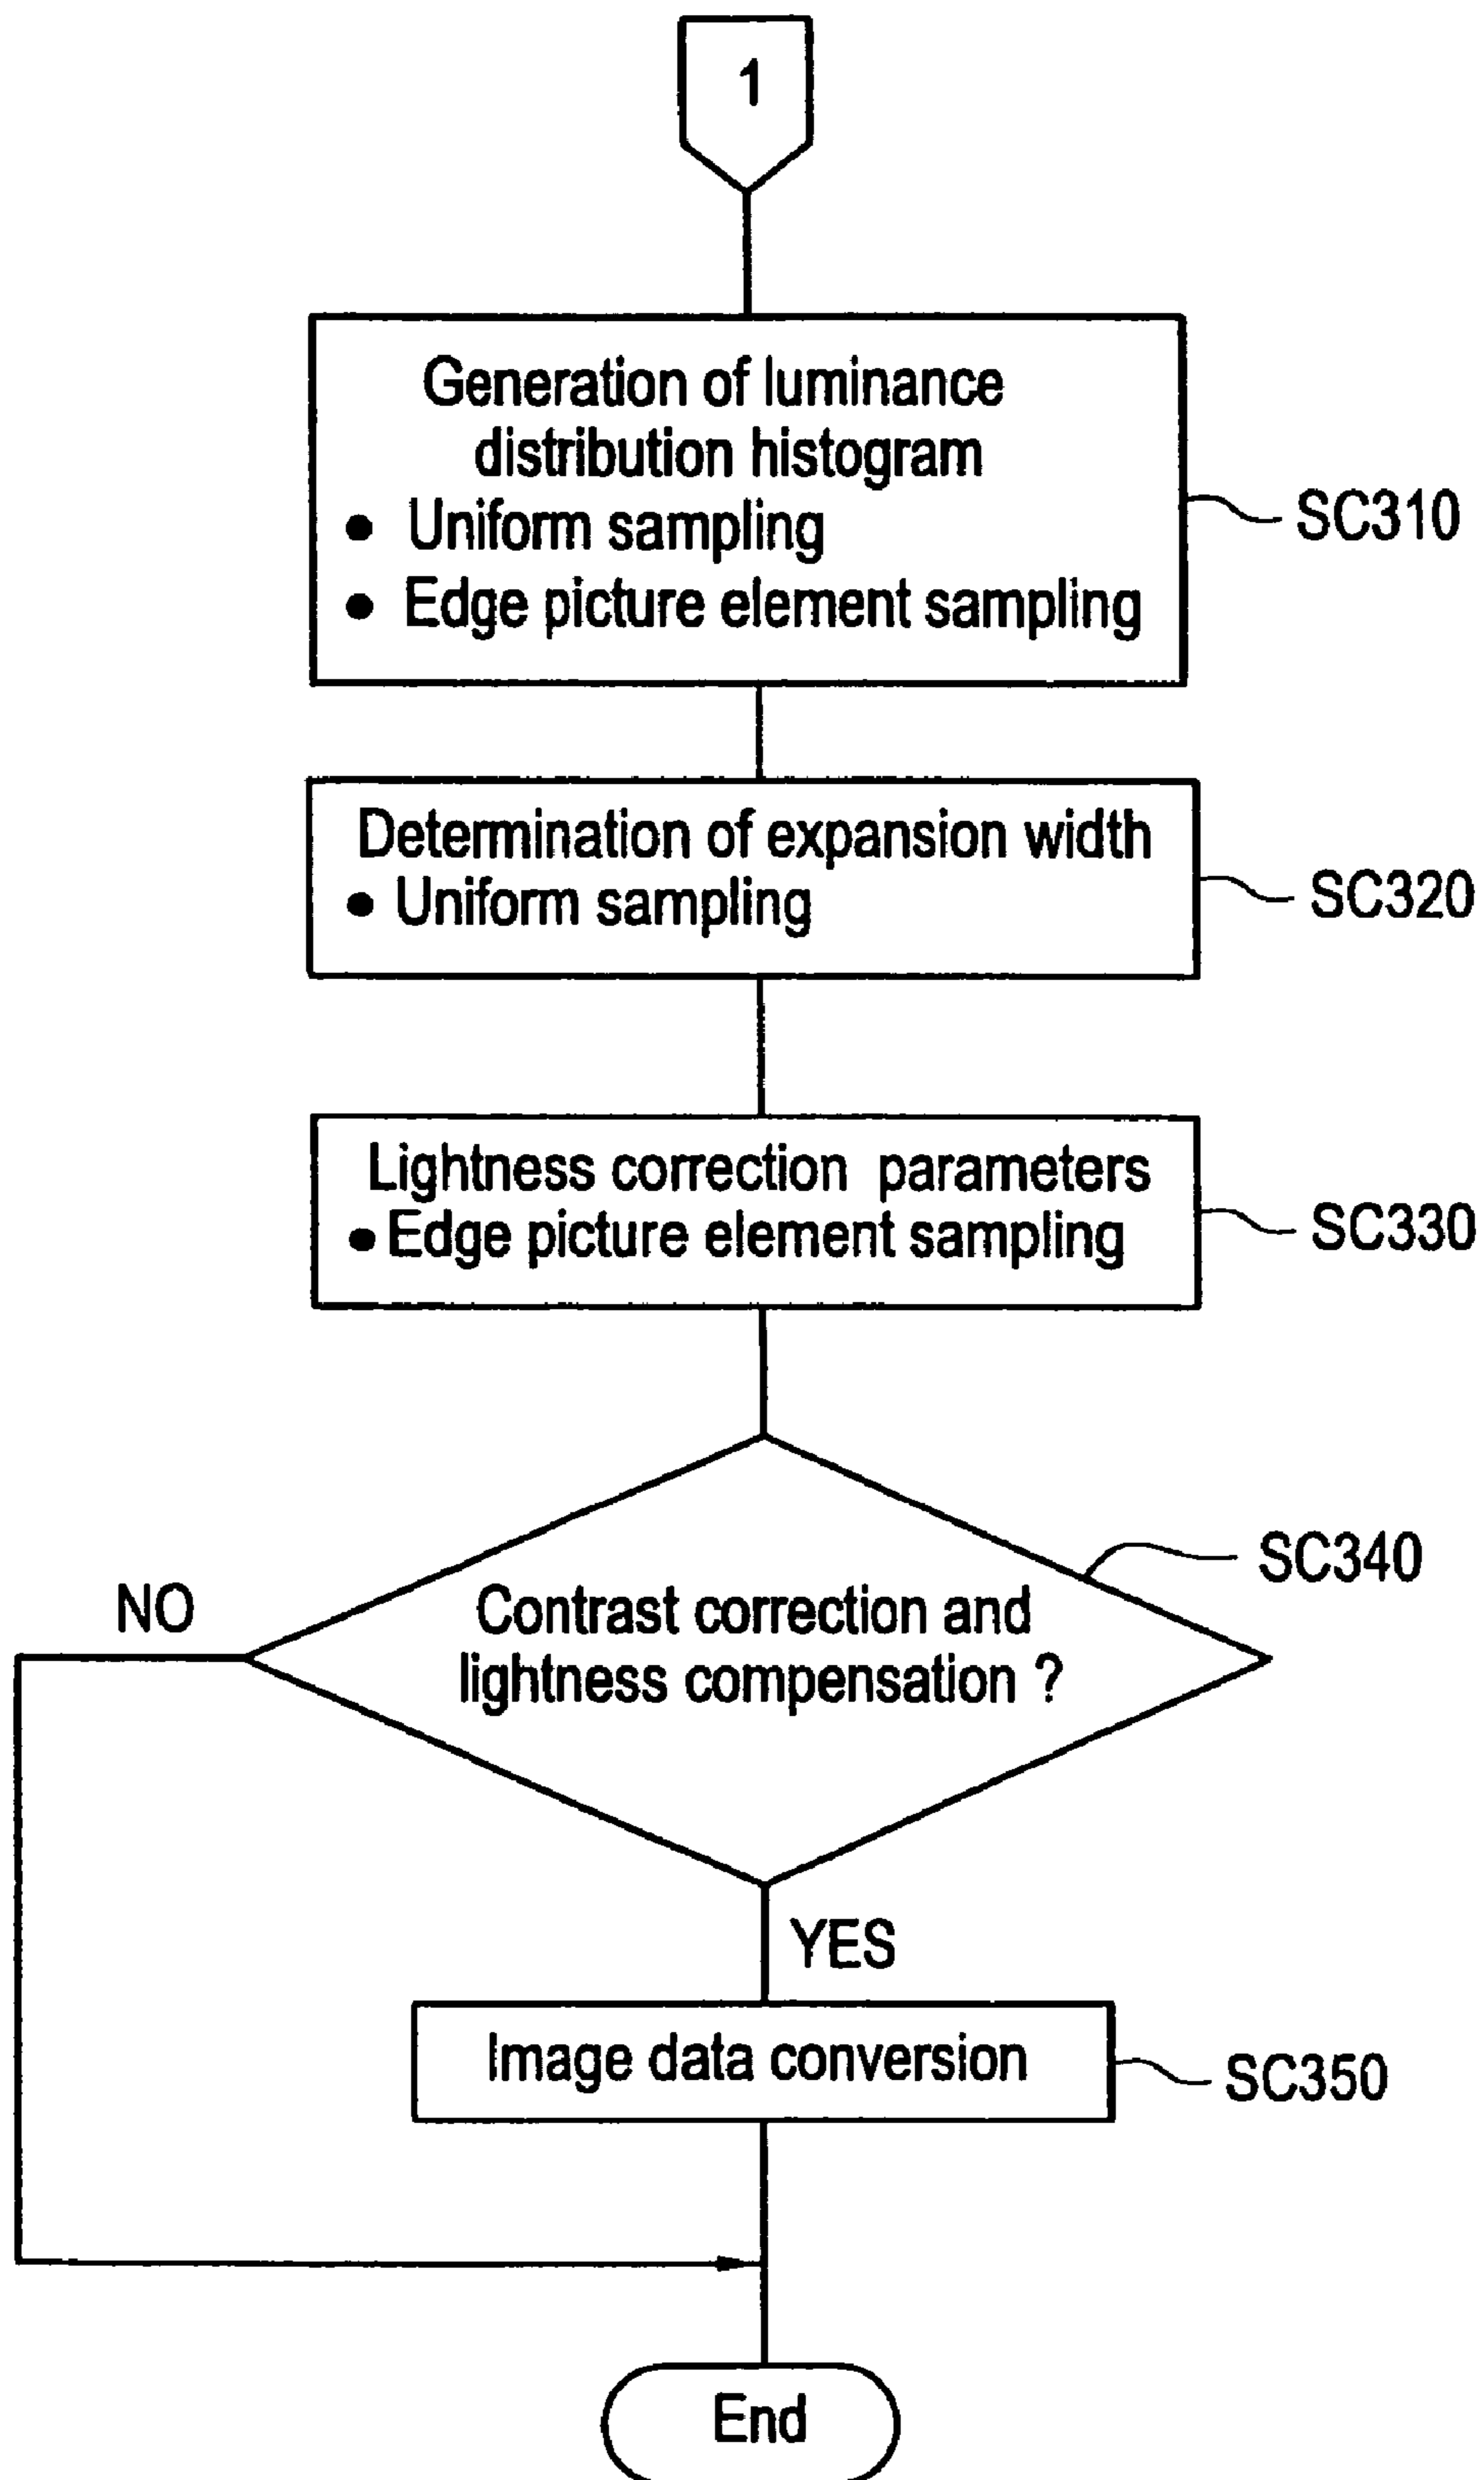 1
Generation of luminance
distribution histogram
● Uniform sampling
● Edge picture element sampling
SC310
Determination of expansion width
● Uniform sampling
SC320
Lightness correction parameters
● Edge picture element sampling
SC330
SC340
NO
Contrast correction and
lightness compensation ?
YES
Image data conversion
SC350
End